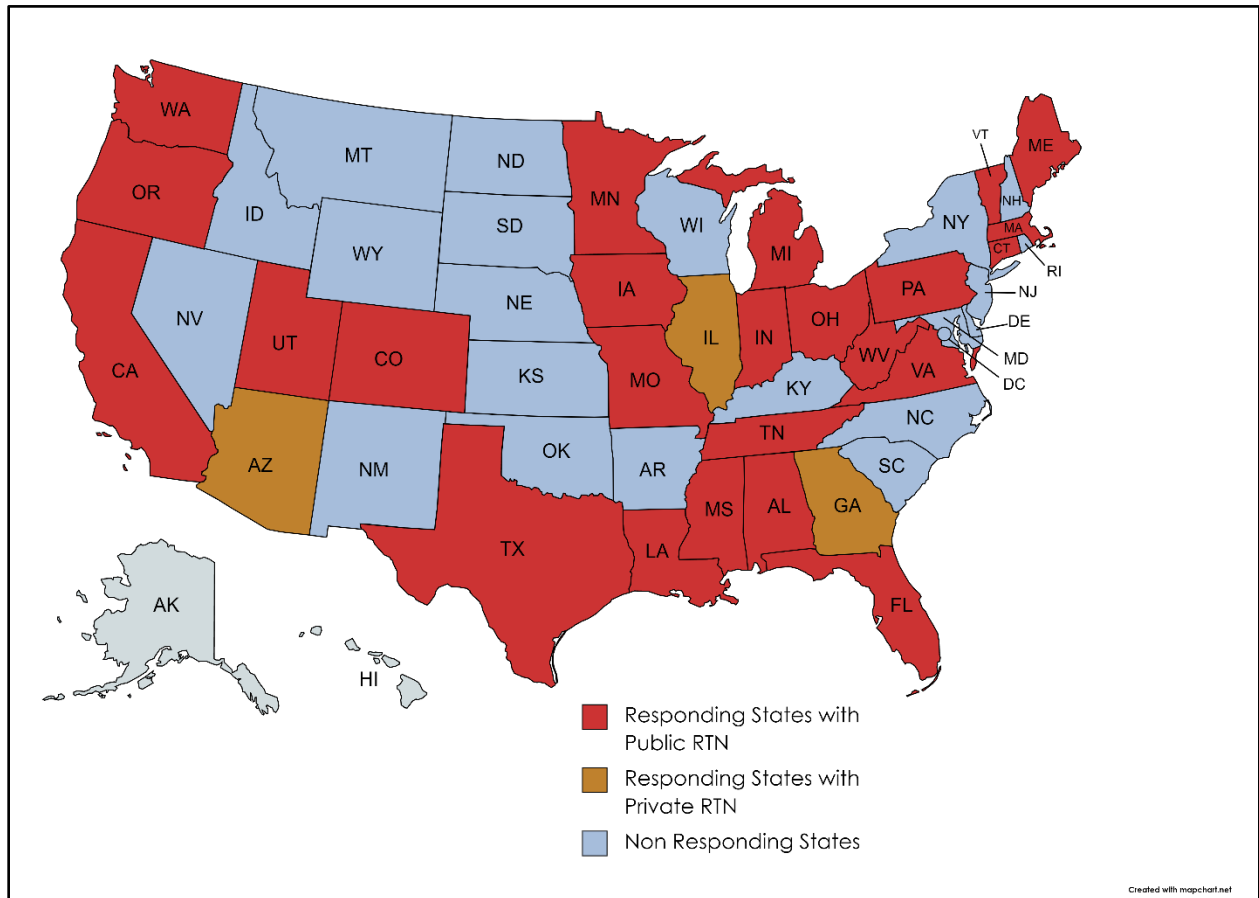 WA
MT
ND
MN
VT
ME
OR
ID
SD
WI
NY
NH
MA
CT
RI
WY
MI
IA
PA
NJ
NE
NV
UT
CO
IL
IN
OH
DE
MD
DC
CA
KS
MO
WV
VA
KY
NC
TN
OK
AR
AZ
NM
SC
MS
AL
GA
TX
LA
FL
AK
HI
Responding States with
Public RTN
Responding States with
Private RTN
Non Responding States
Created with mapchart.net